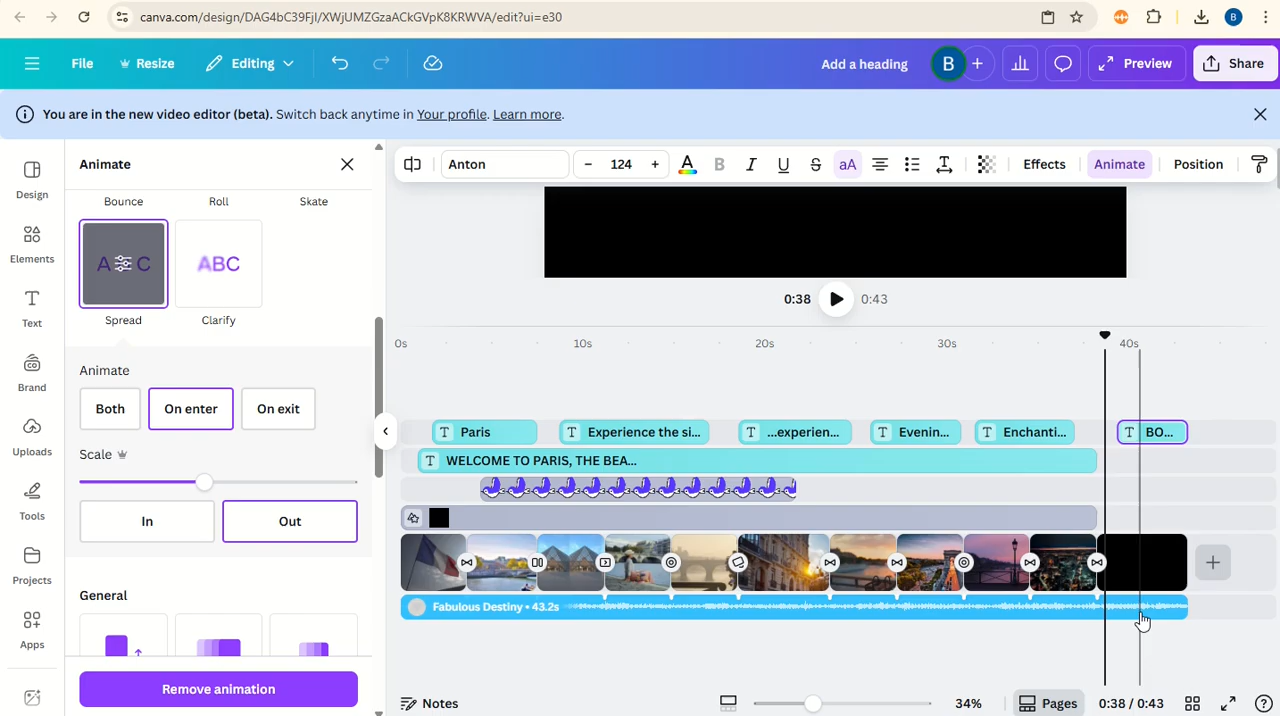 canva.com/design/DAG4bC39FjI/XWjUMZGzaACkGVpK8KRWVA/edit?ui=e30
B
File
Resize
Editing
Add a heading
B
+
Preview
Share
You are in the new video editor (beta). Switch back anytime in Your profile. Learn more.
Design
Elements
Text
Brand
Uploads
Tools
Projects
Apps
Animate
Bounce
Roll
Skate
A C
ABC
Spread
Clarify
Animate
Both
On enter
On exit
Scale
In
Out
General
Remove animation
Anton
– 124 +
A
B
I
U
S
aA
T
Effects
Animate
Position
0:38
0:43
0s
10s
20s
30s
40s
T Paris
T Experience the si...
T ...experien...
T Evenin...
T Enchanti...
T BO...
T WELCOME TO PARIS, THE BEA...
Fabulous Destiny • 43.2s
Notes
34%
Pages
0:38 / 0:43